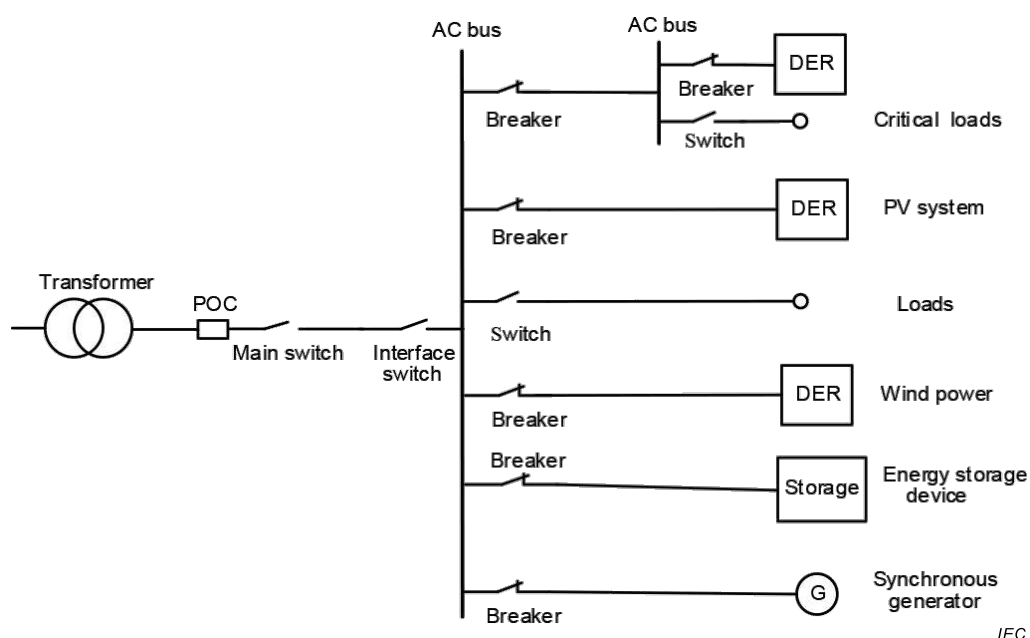 AC bus
AC bus
DER
Breaker
Breaker
Critical loads
Switch
DER
PV system
Breaker
Transformer
POC
Loads
Switch
Main switch
Interface
switch
DER
Wind power
Breaker
Breaker
Storage
Energy storage
device
G
Synchronous
generator
Breaker
IEC